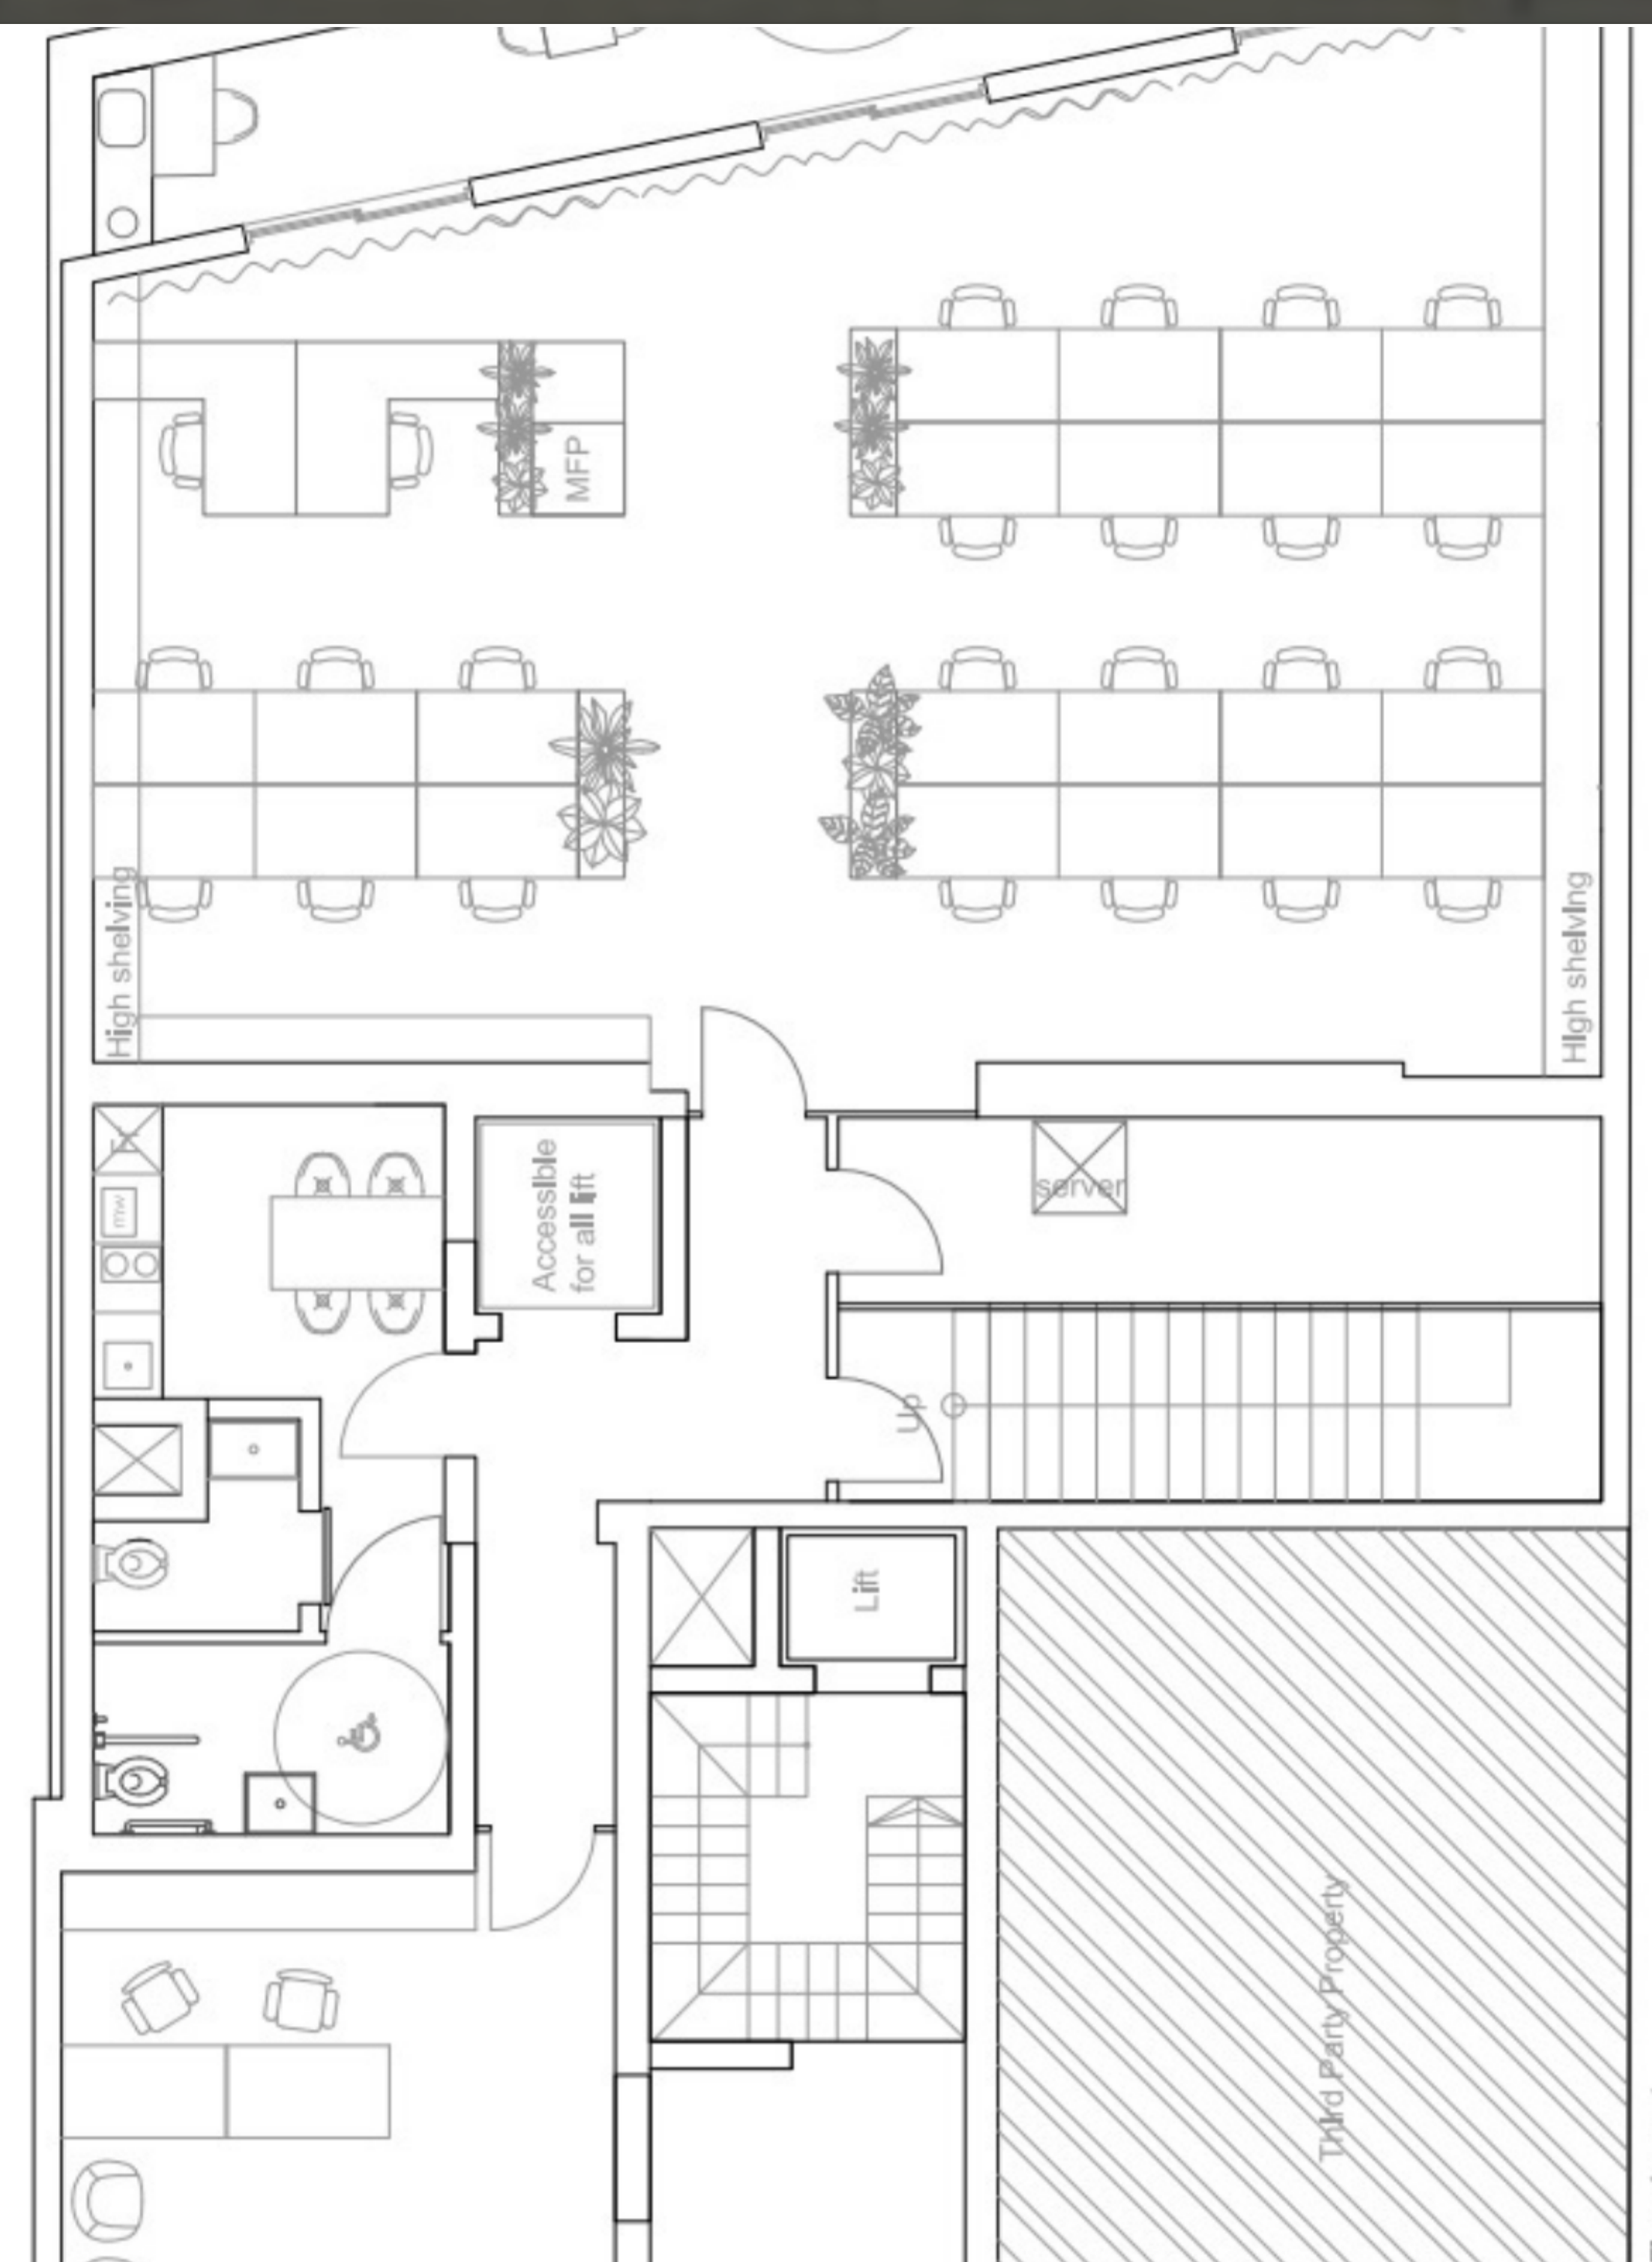 MFP
High shelving
High shelving
Accessible
for all lift
mw
server
Up
Lift
Third Party Property